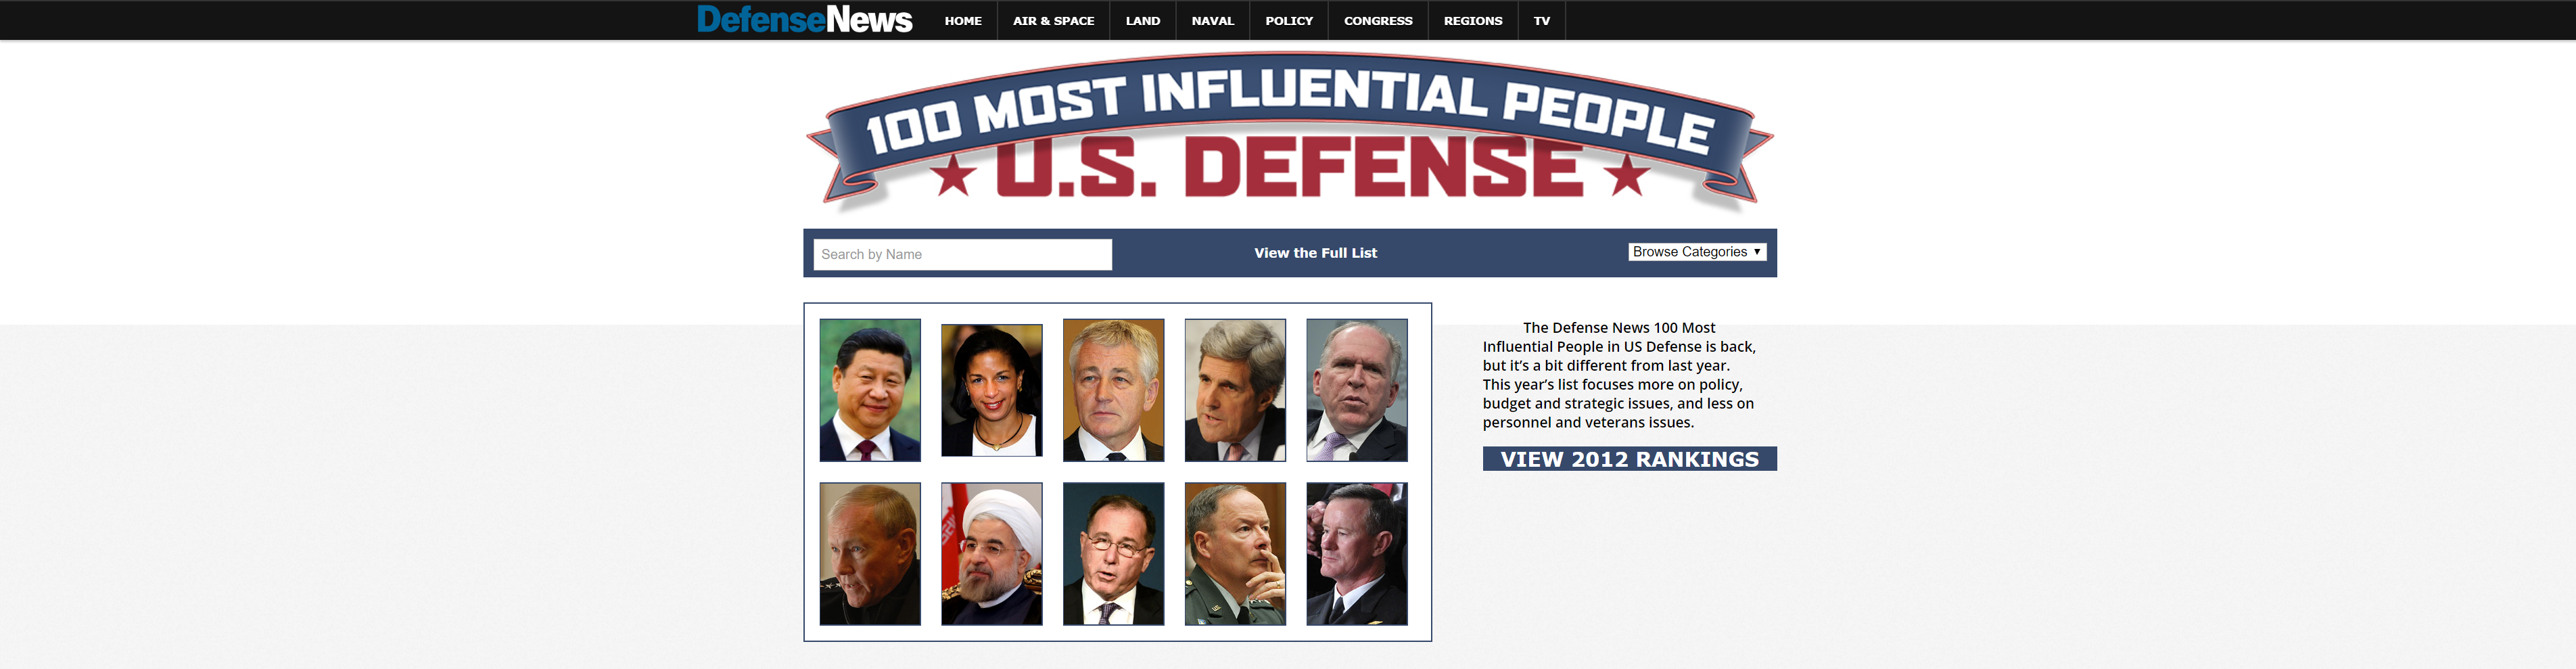 DefenseNews
HOME
AIR & SPACE
LAND
NAVAL
POLICY
CONGRESS
REGIONS
TV
100 MOST INFLUENTIAL PEOPLE
U.S. DEFENSE
Search by Name
View the Full List
Browse Categories
The Defense News 100 Most
Influential People in US Defense is back,
but it’s a bit different from last year.
This year’s list focuses more on policy,
budget and strategic issues, and less on
personnel and veterans issues.
VIEW 2012 RANKINGS